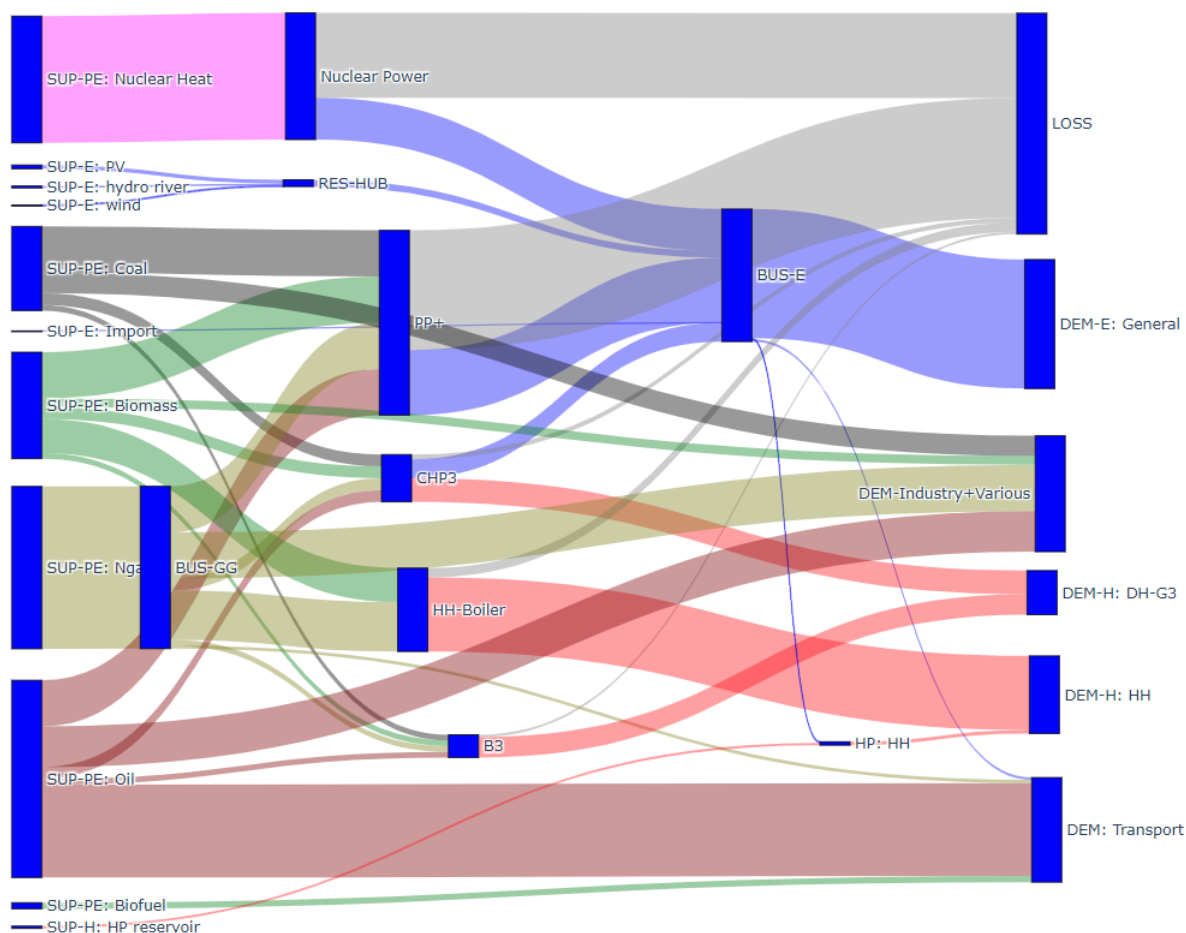 SUP-PE: Nuclear Heat
Nuclear Power
LOSS
SUP-E: PV
SUP-E: hydro river
RES-HUB
SUP-E: wind
SUP-PE: Coal
BUS-E
PP+
DEM-E: General
SUP-E: Import
SUP-PE: Biomass
CHP3
DEM-Industry+Various
SUP-PE: Nga
BUS-GG
HH-Boiler
DEM-H: DH-G3
DEM-H: HH
B3
HP: HH
SUP-PE: Oil
DEM: Transport
SUP-PE: Biofuel
SUP-H: HP reservoir